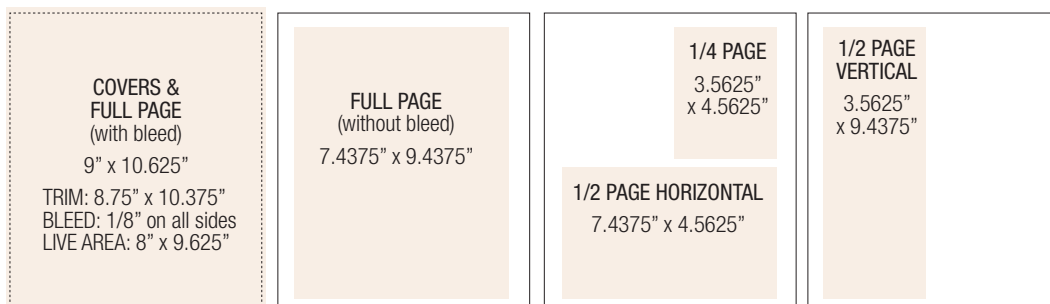 COVERS &
FULL PAGE
(with bleed)
9” x 10.625”
TRIM: 8.75” x 10.375”
BLEED: 1/8” on all sides
LIVE AREA: 8” x 9.625”
FULL PAGE
(without bleed)
7.4375” x 9.4375”
1/4 PAGE
3.5625”
x 4.5625”
1/2 PAGE HORIZONTAL
7.4375” x 4.5625”
1/2 PAGE
VERTICAL
3.5625”
x 9.4375”